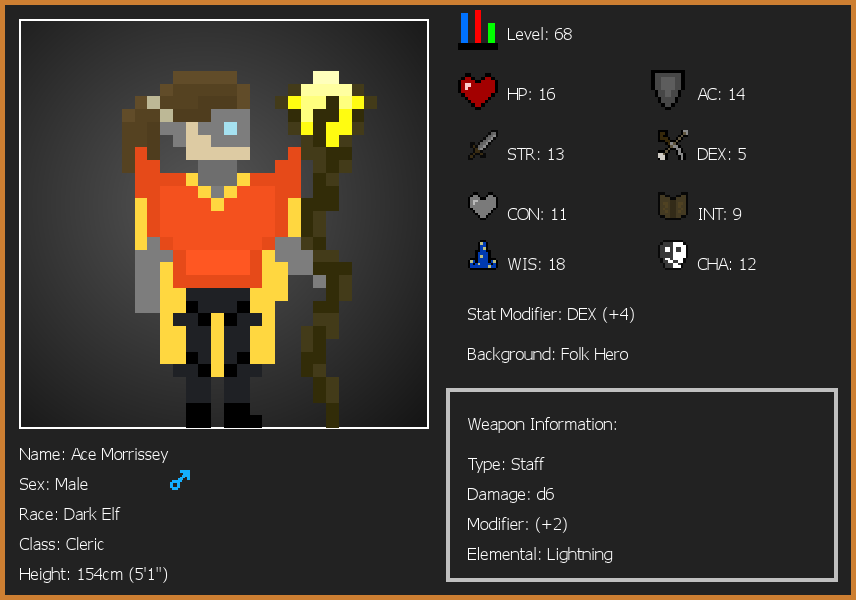 Level: 68
HP: 16
AC: 14
STR: 13
DEX: 5
CON: 11
INT: 9
WIS: 18
CHA: 12
Stat Modifier: DEX (+4)
Background: Folk Hero
Weapon Information:
Type: Staff
Damage: d6
Modifier: (+2)
Elemental: Lightning
Name: Ace Morrissey
Sex: Male
Race: Dark Elf
Class: Cleric
Height: 154cm (5'1")